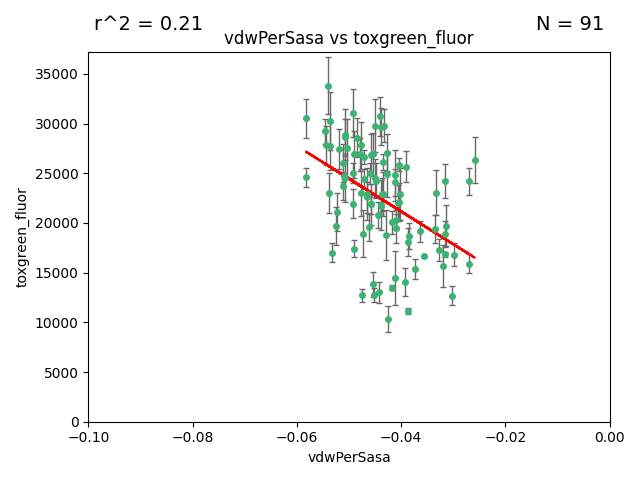 r^2 = 0.21
N = 91
vdwPerSasa vs toxgreen_fluor
toxgreen_fluor
35000
30000
25000
20000
15000
10000
5000
0
−0.10
−0.08
−0.06
−0.04
−0.02
0.00
vdwPerSasa